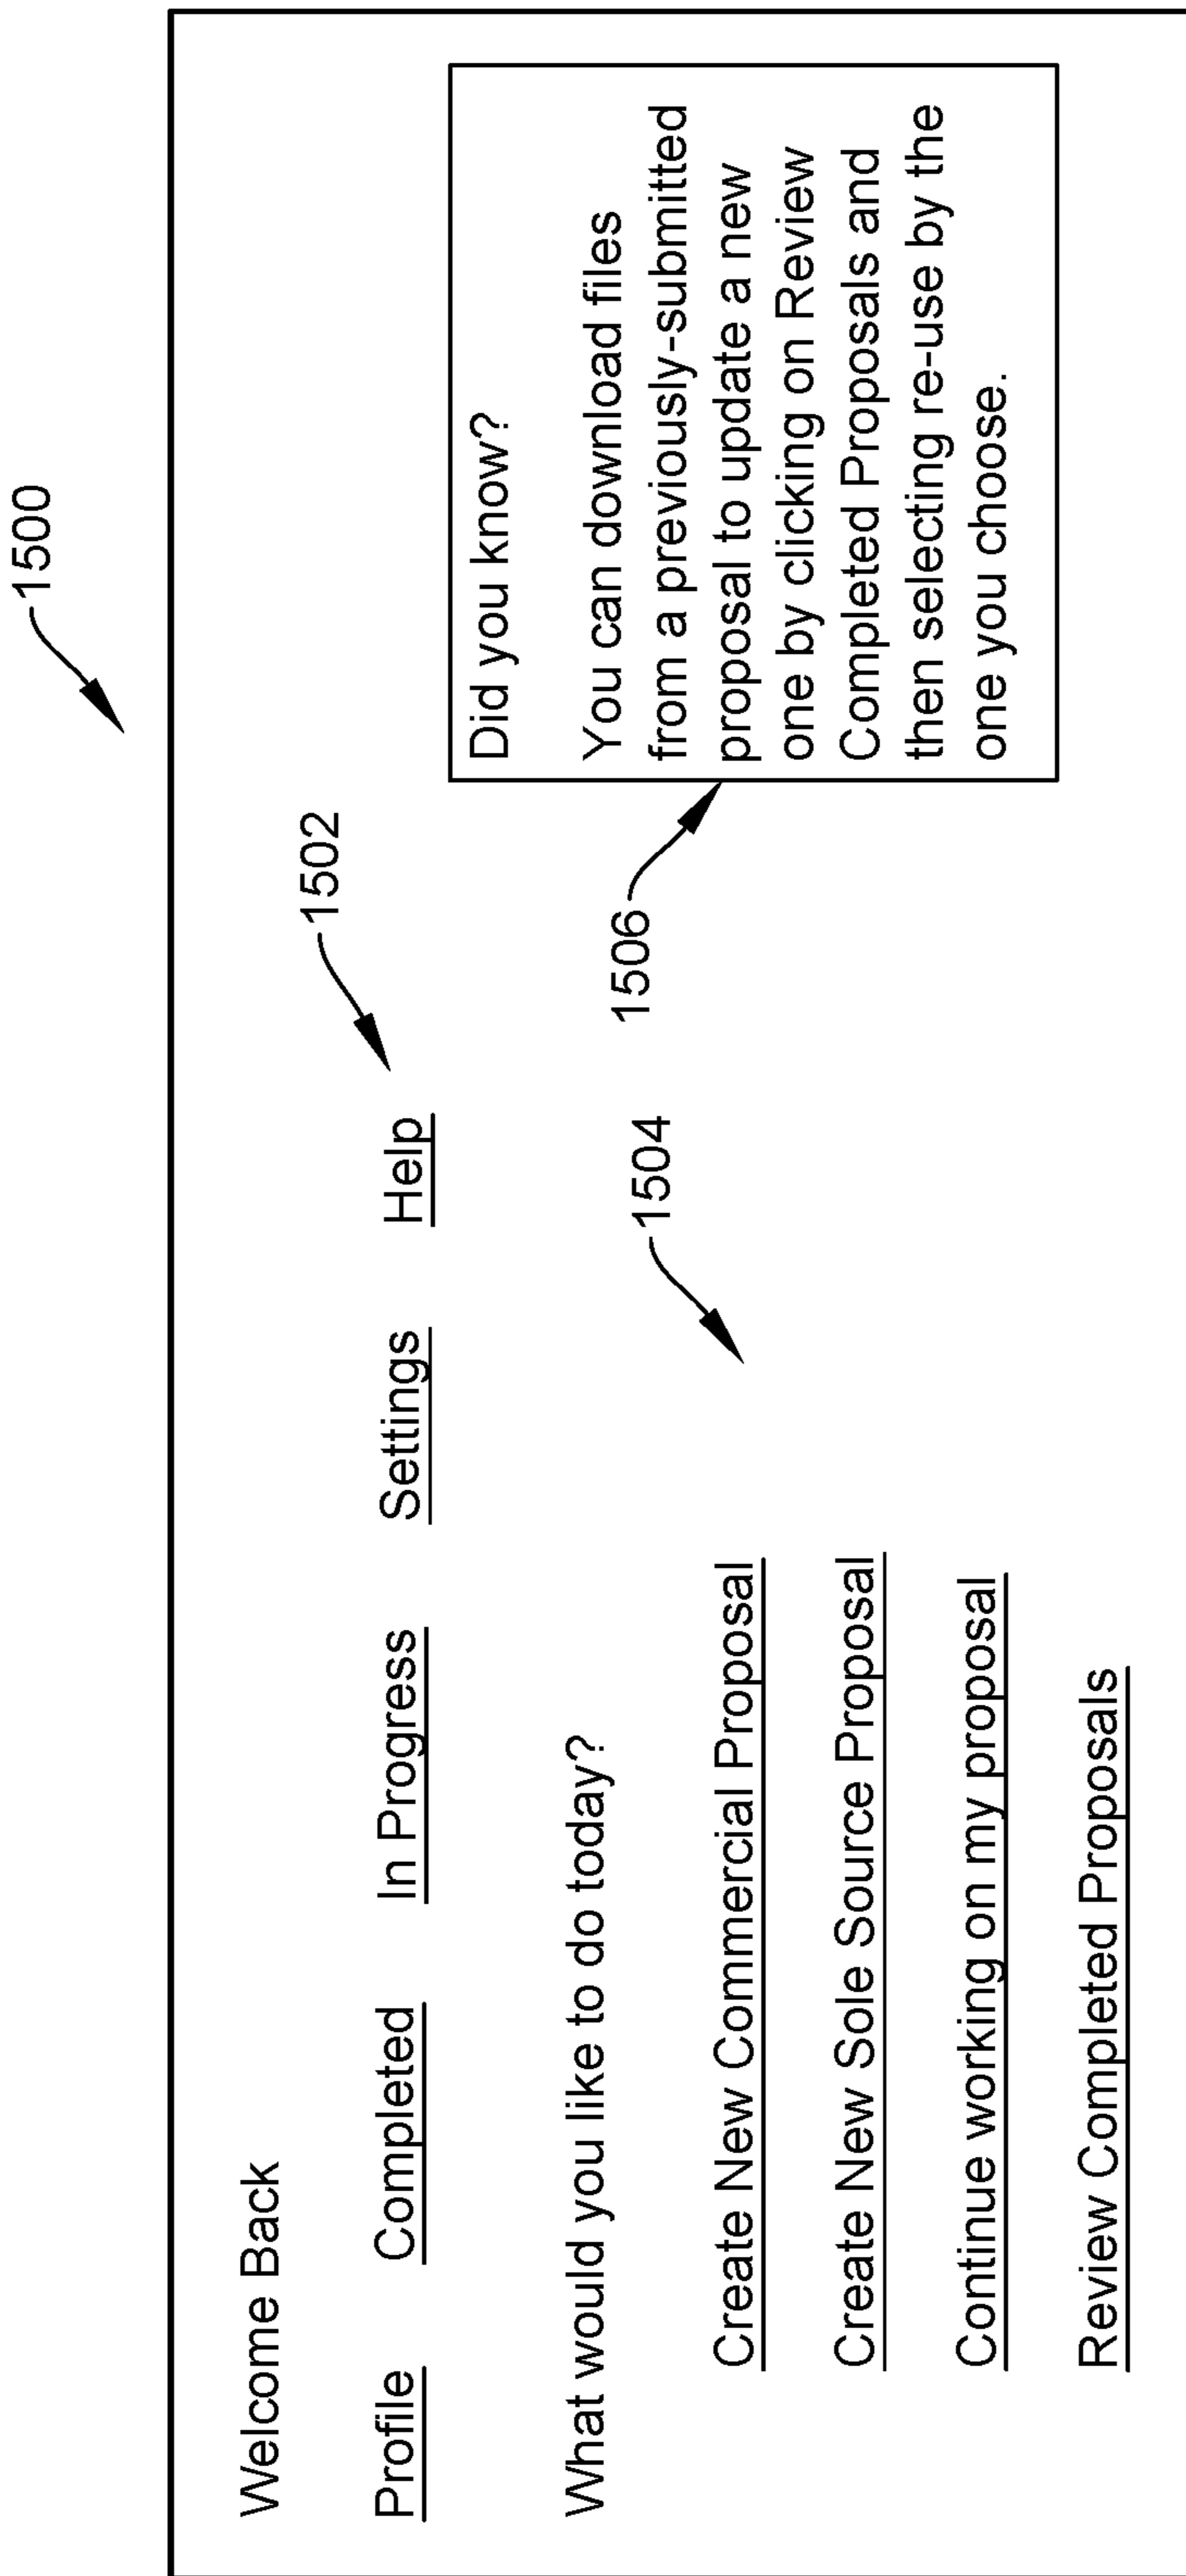 1500
Welcome Back
1502
Profile Completed In Progress Settings Help
Did you know?
What would you like to do today?
1504
1506
You can download files
from a previously-submitted
proposal to update a new
one by clicking on Review
Completed Proposals and
then selecting re-use by the
one you choose.
Create New Commercial Proposal
Create New Sole Source Proposal
Continue working on my proposal
Review Completed Proposals